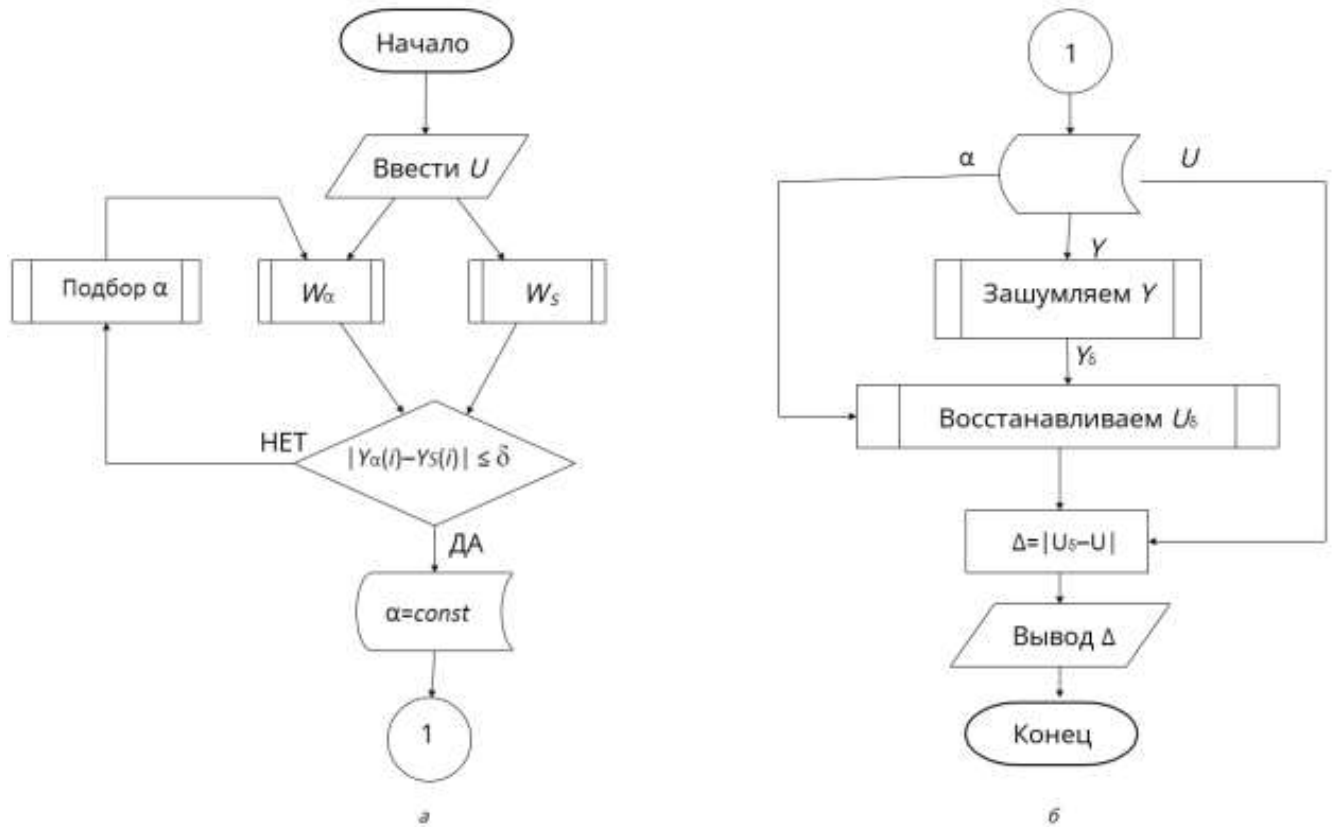 Начало
Ввести U
Подбор α
Wα
WS
НЕТ
|Yα(i)–YS(i)| ≤ δ
ДА
α=const
1
а
1
α
U
Y
Зашумляем Y
Yδ
Восстанавливаем Uδ
Δ=|Uδ–U|
Вывод Δ
Конец
б